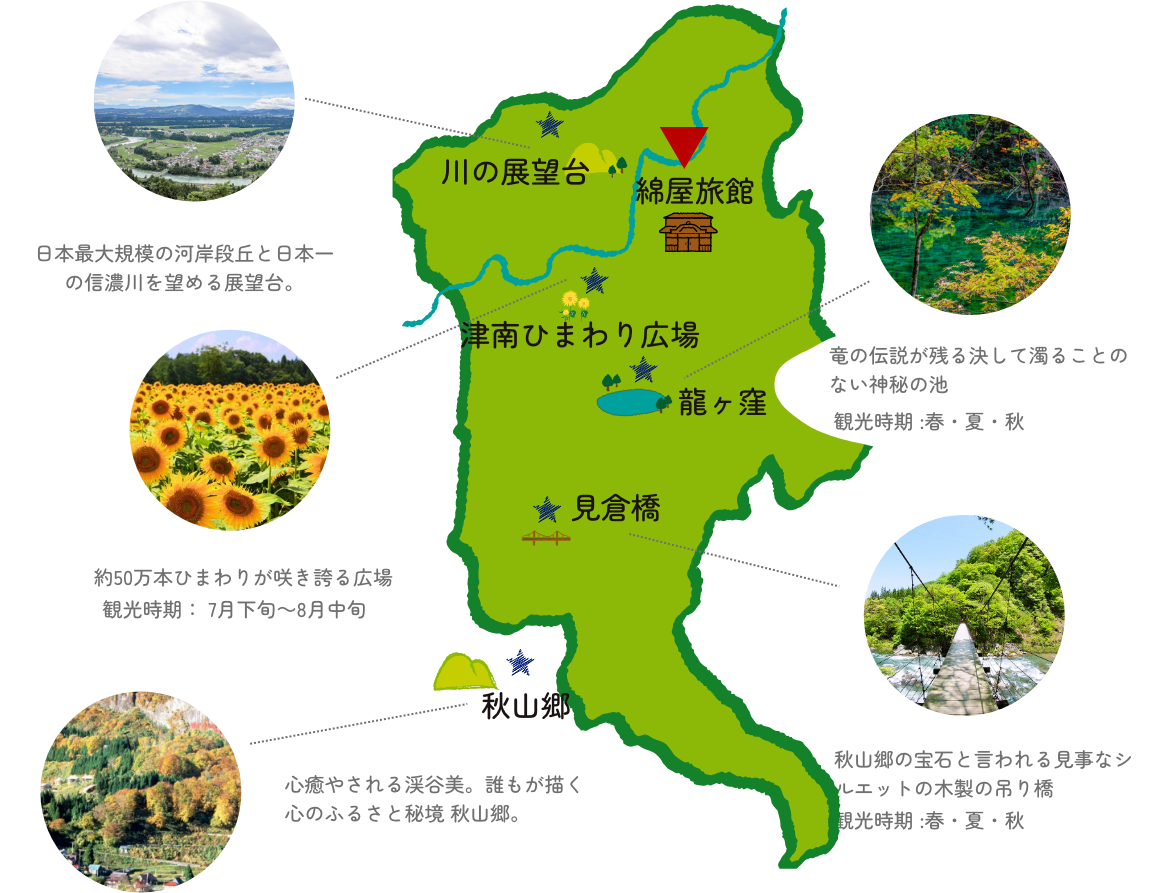 川の展望台
綿屋旅館
日本最大規模の河岸段丘と日本一
の信濃川を望める展望台。
津南ひまわり広場
竜の伝説が残る決して濁ることの
ない神秘の池
観光時期 :春・夏・秋
龍ヶ窪
見倉橋
約50万本ひまわりが咲き誇る広場
観光時期： 7月下旬〜8月中旬
秋山郷
心癒やされる渓谷美。誰もが描く
心のふるさと秘境 秋山郷。
秋山郷の宝石と言われる見事なシ
ルエットの木製の吊り橋
観光時期 :春・夏・秋